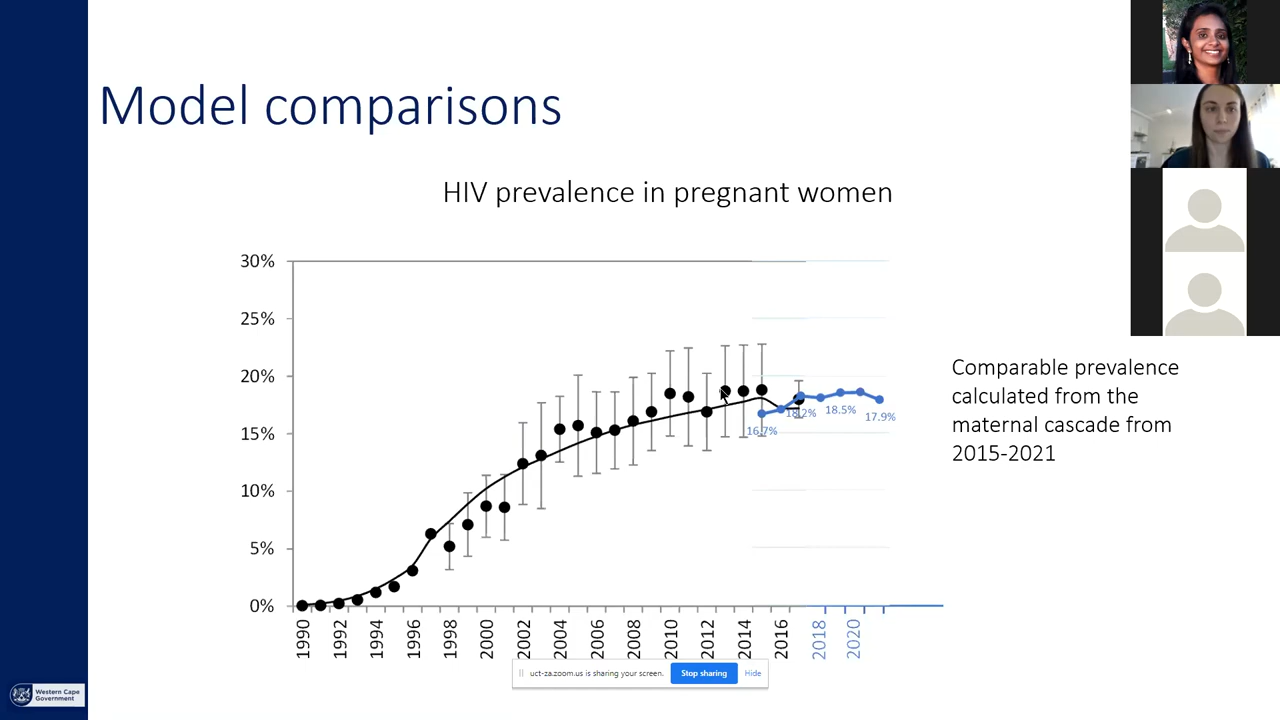 Model comparisons
HIV prevalence in pregnant women
30%
25%
20%
15%
10%
5%
0%
16.7%
18.2%
18.5%
17.9%
1990
1992
1994
1996
1998
2000
2002
2004
2006
2008
2010
2012
2014
2016
2018
2020
Comparable prevalence
calculated from the
maternal cascade from
2015-2021
uct-za.zoom.us is sharing your screen.
Stop sharing
Hide
Western Cape
Government